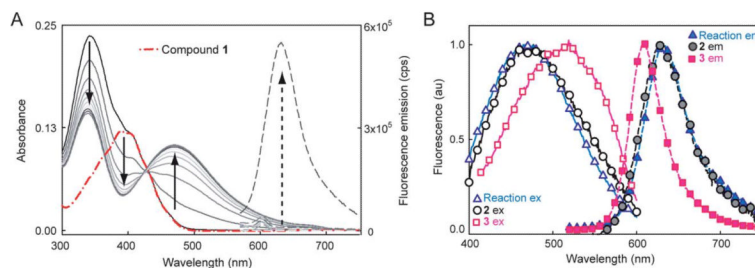 A
0.25
0.13
0.00
Absorbance
300 400 500 600 700
Wavelength (nm)
Compound 1
6x10⁵
3x10⁵
0
Fluorescence emission (cps)
B
1.0
0.5
0.00
Fluorescence (au)
400 500 600 700
Wavelength (nm)
Reaction em
2 em
3 em
Reaction ex
2 ex
3 ex